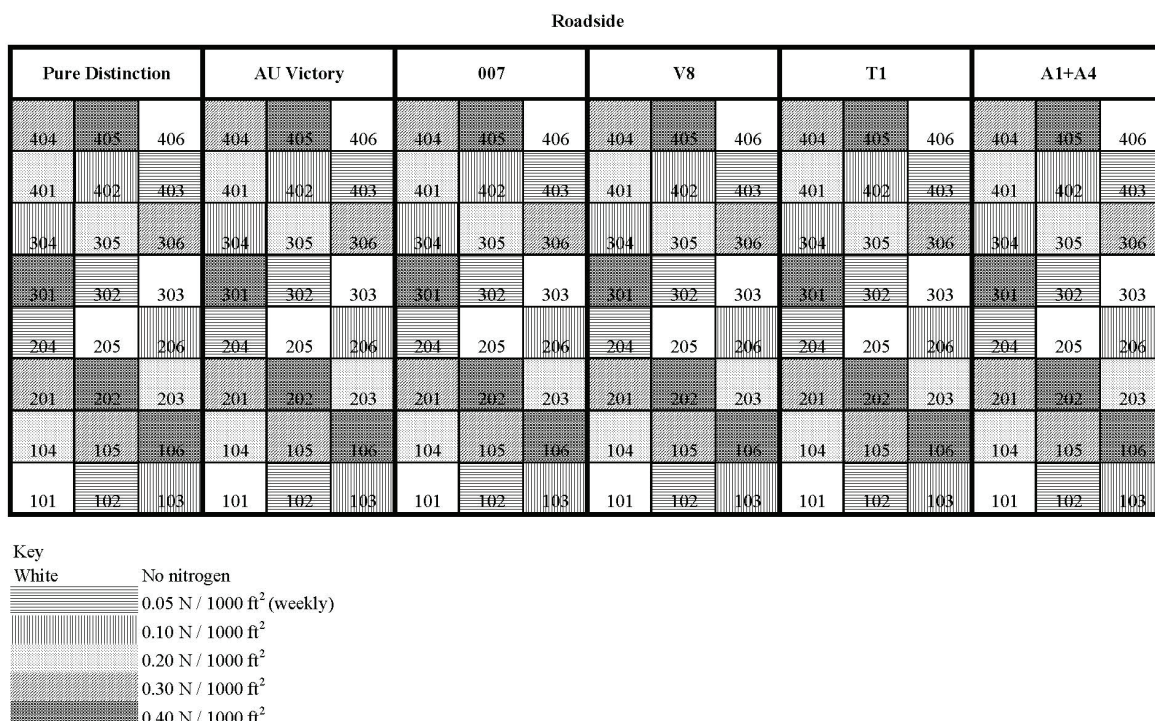 Roadside
Pure Distinction AU Victory 007 V8 T1 A1+A4
404 405 406 404 405 406 404 405 406 404 405 406 404 405 406 404 405 406
401 402 403 401 402 403 401 402 403 401 402 403 401 402 403 401 402 403
304 305 306 304 305 306 304 305 306 304 305 306 304 305 306 304 305 306
301 302 303 301 302 303 301 302 303 301 302 303 301 302 303 301 302 303
204 205 206 204 205 206 204 205 206 204 205 206 204 205 206 204 205 206
201 202 203 201 202 203 201 202 203 201 202 203 201 202 203 201 202 203
104 105 106 104 105 106 104 105 106 104 105 106 104 105 106 104 105 106
101 102 103 101 102 103 101 102 103 101 102 103 101 102 103 101 102 103
Key
White No nitrogen
0.05 N / 1000 ft² (weekly)
0.10 N / 1000 ft²
0.20 N / 1000 ft²
0.30 N / 1000 ft²
0.40 N / 1000 ft²